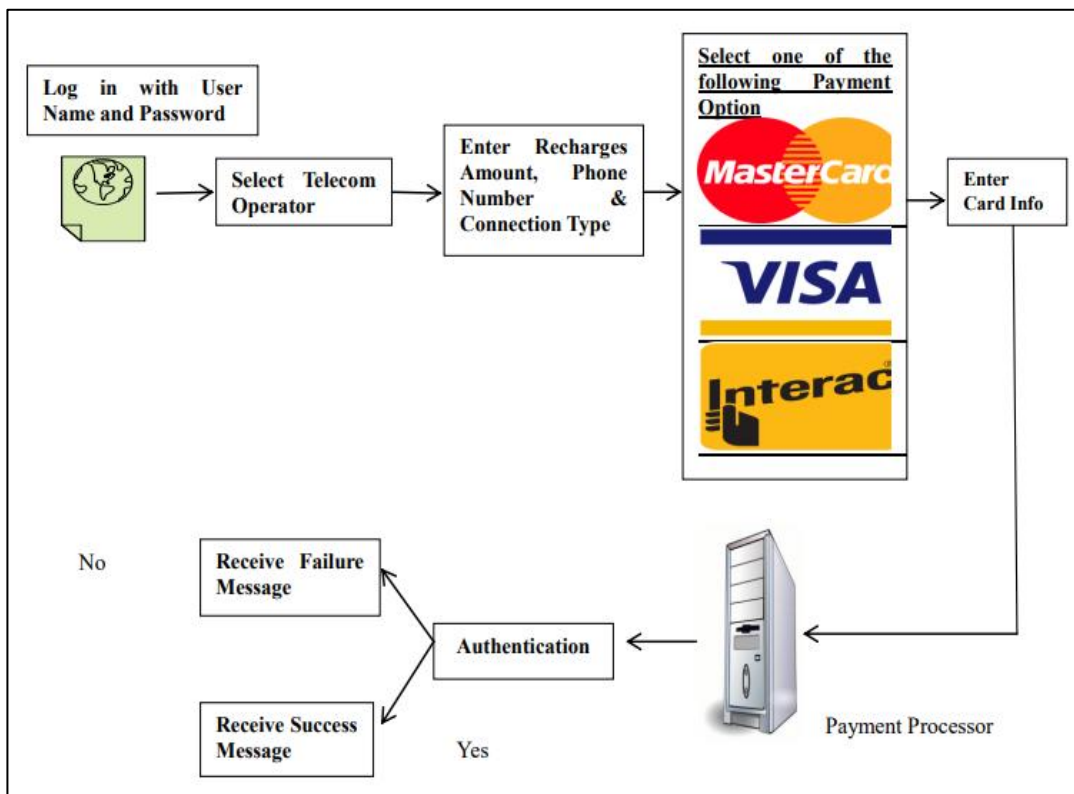 Log in with User
Name and Password
Select Telecom
Operator
Enter Recharges
Amount, Phone
Number &
Connection Type
Select one of the
following Payment
Option
MasterCard
VISA
Interac
®
Enter
Card Info
No
Receive Failure
Message
Authentication
Receive Success
Message
Yes
Payment Processor